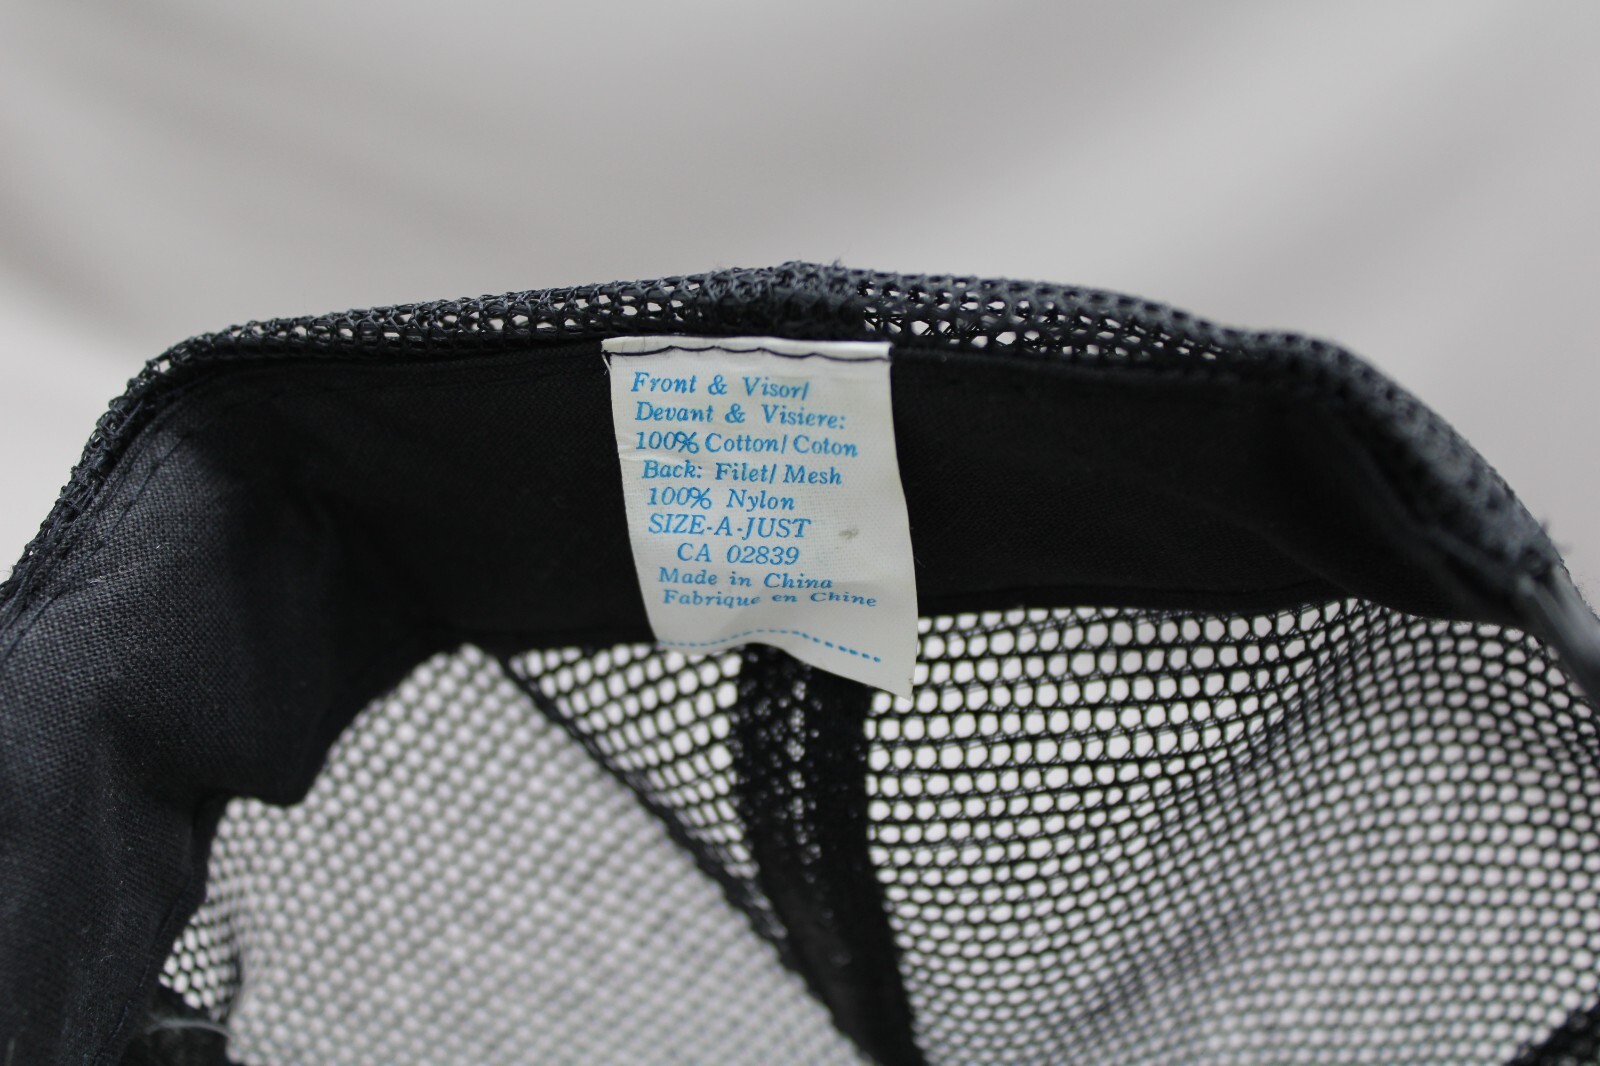 Front & Visor/
Devant & Visiere:
100% Cotton/ Coton
Back: Filet/ Mesh
100% Nylon
SIZE-A-JUST
CA 02839
Made in China
Fabrique en Chine